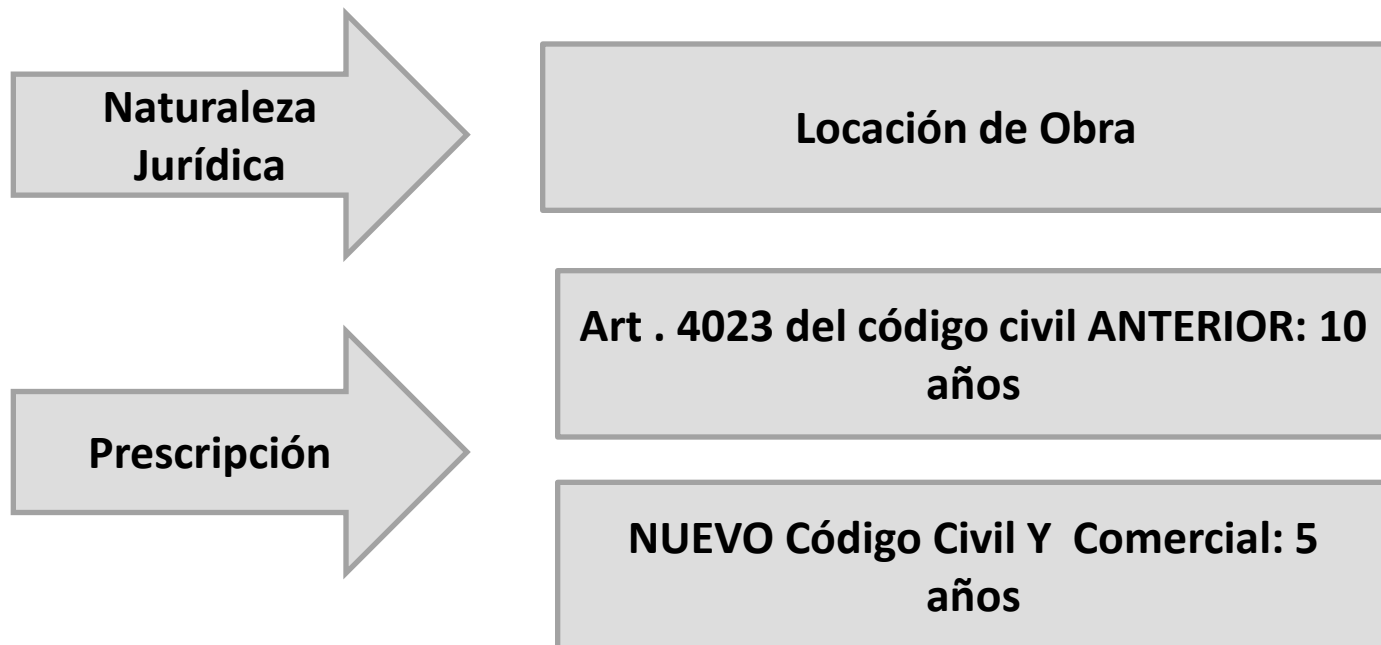 Naturaleza
Jurídica
Locación de Obra
Art . 4023 del código civil ANTERIOR: 10
años
Prescripción
NUEVO Código Civil Y  Comercial: 5
años